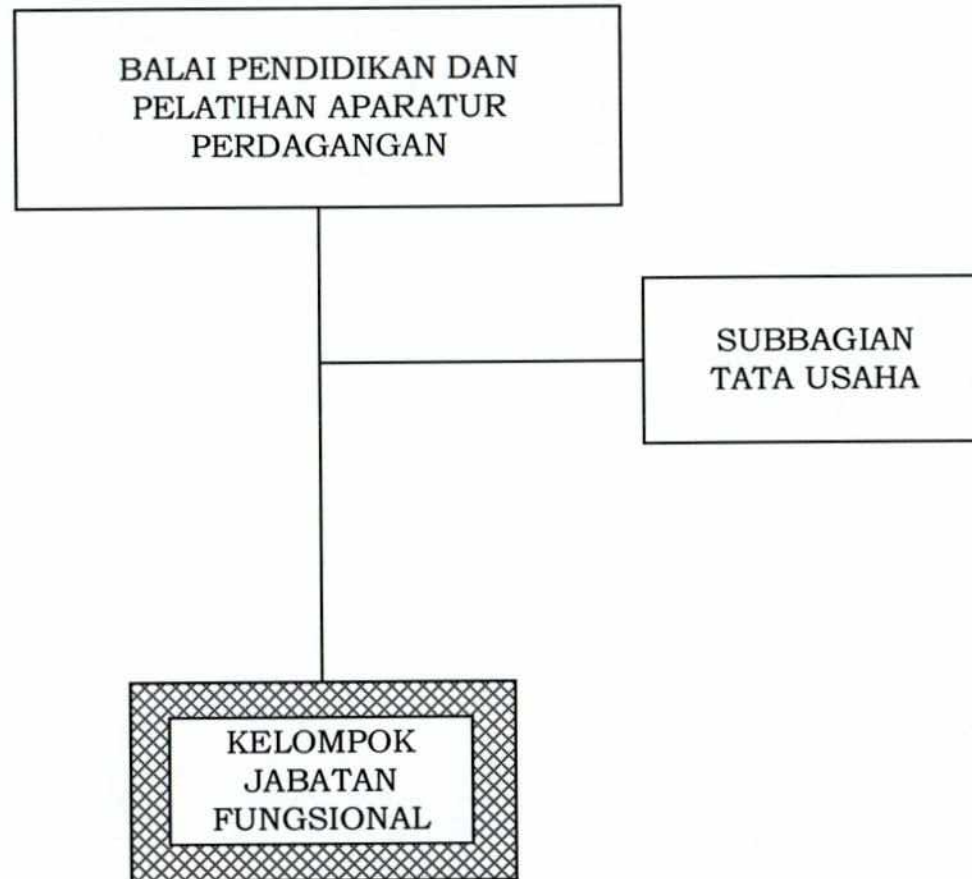 BALAI PENDIDIKAN DAN
PELATIHAN APARATUR
PERDAGANGAN
SUBBAGIAN
TATA USAHA
KELOMPOK
JABATAN
FUNGSIONAL